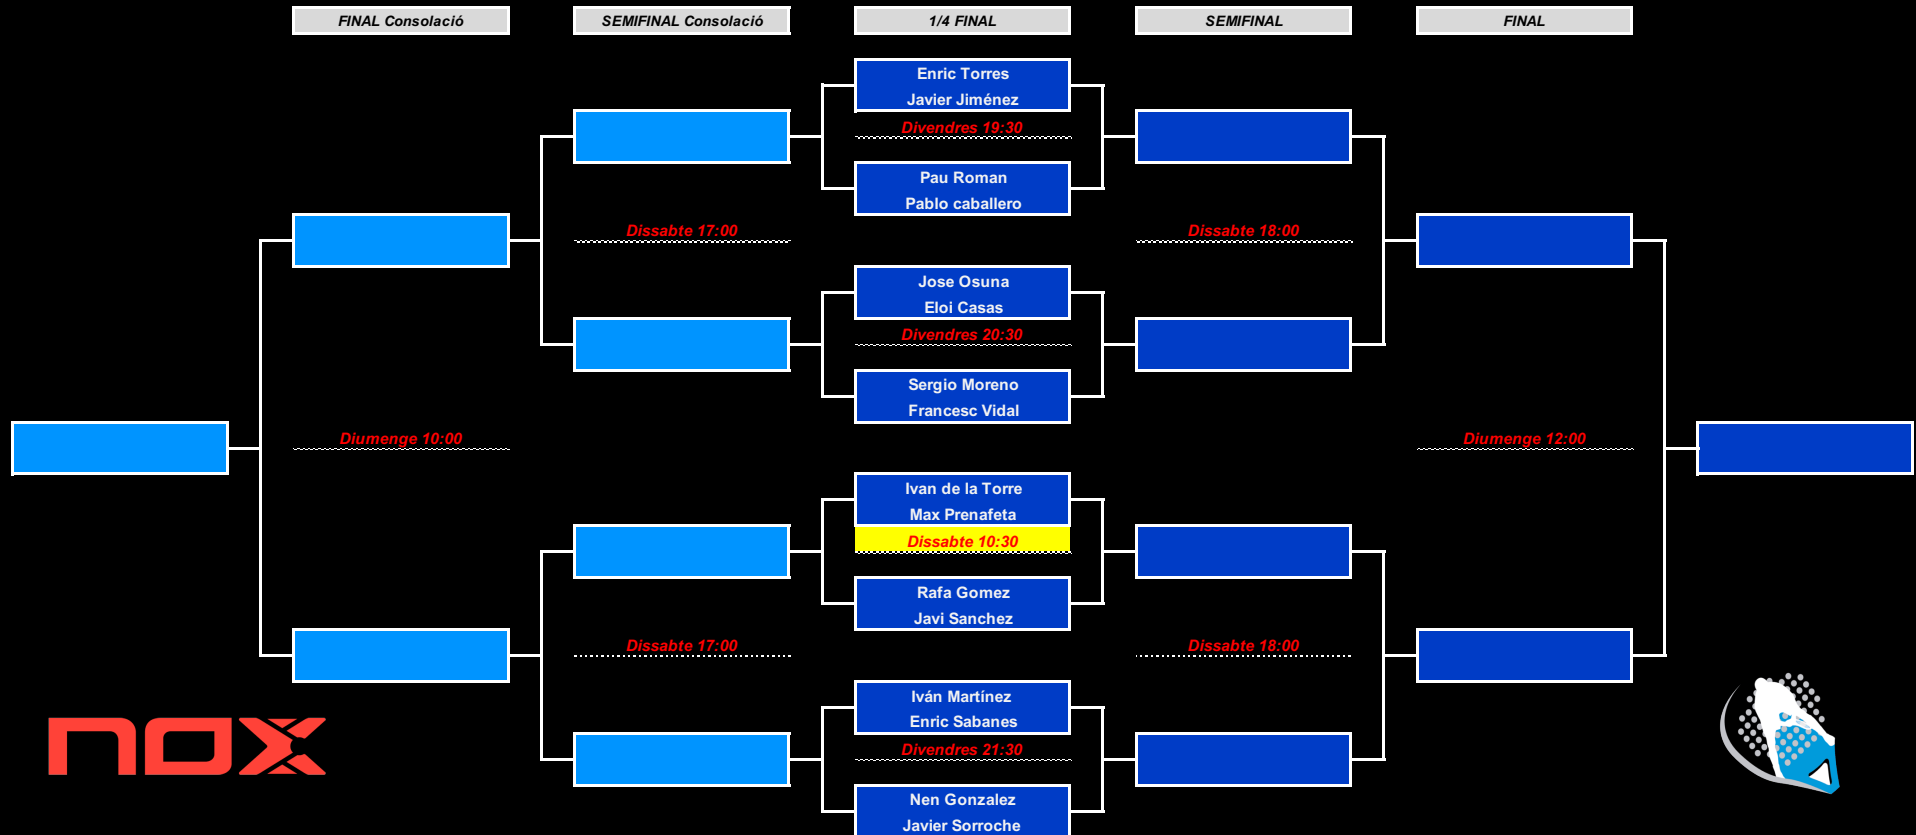 FINAL Consolació
SEMIFINAL Consolació
1/4 FINAL
SEMIFINAL
FINAL
Enric Torres
Javier Jiménez
Divendres 19:30
Pau Roman
Pablo caballero
Dissabte 17:00
Dissabte 18:00
Jose Osuna
Eloi Casas
Divendres 20:30
Sergio Moreno
Francesc Vidal
Diumenge 10:00
Diumenge 12:00
Ivan de la Torre
Max Prenafeta
Dissabte 10:30
Rafa Gomez
Javi Sanchez
Dissabte 17:00
Dissabte 18:00
Iván Martínez
Enric Sabanes
Divendres 21:30
Nen Gonzalez
Javier Sorroche
nox